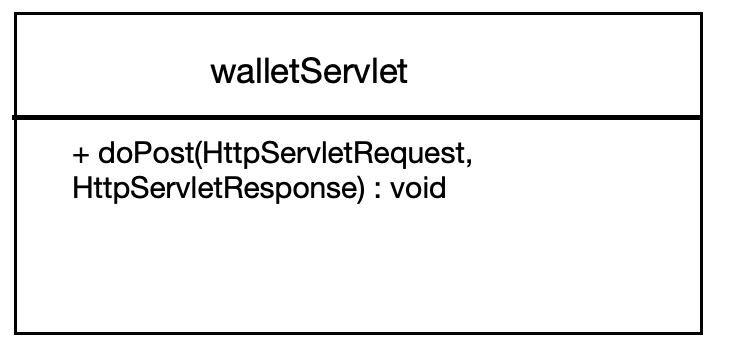 walletServlet
+ doPost(HttpServletRequest,
HttpServletResponse) : void